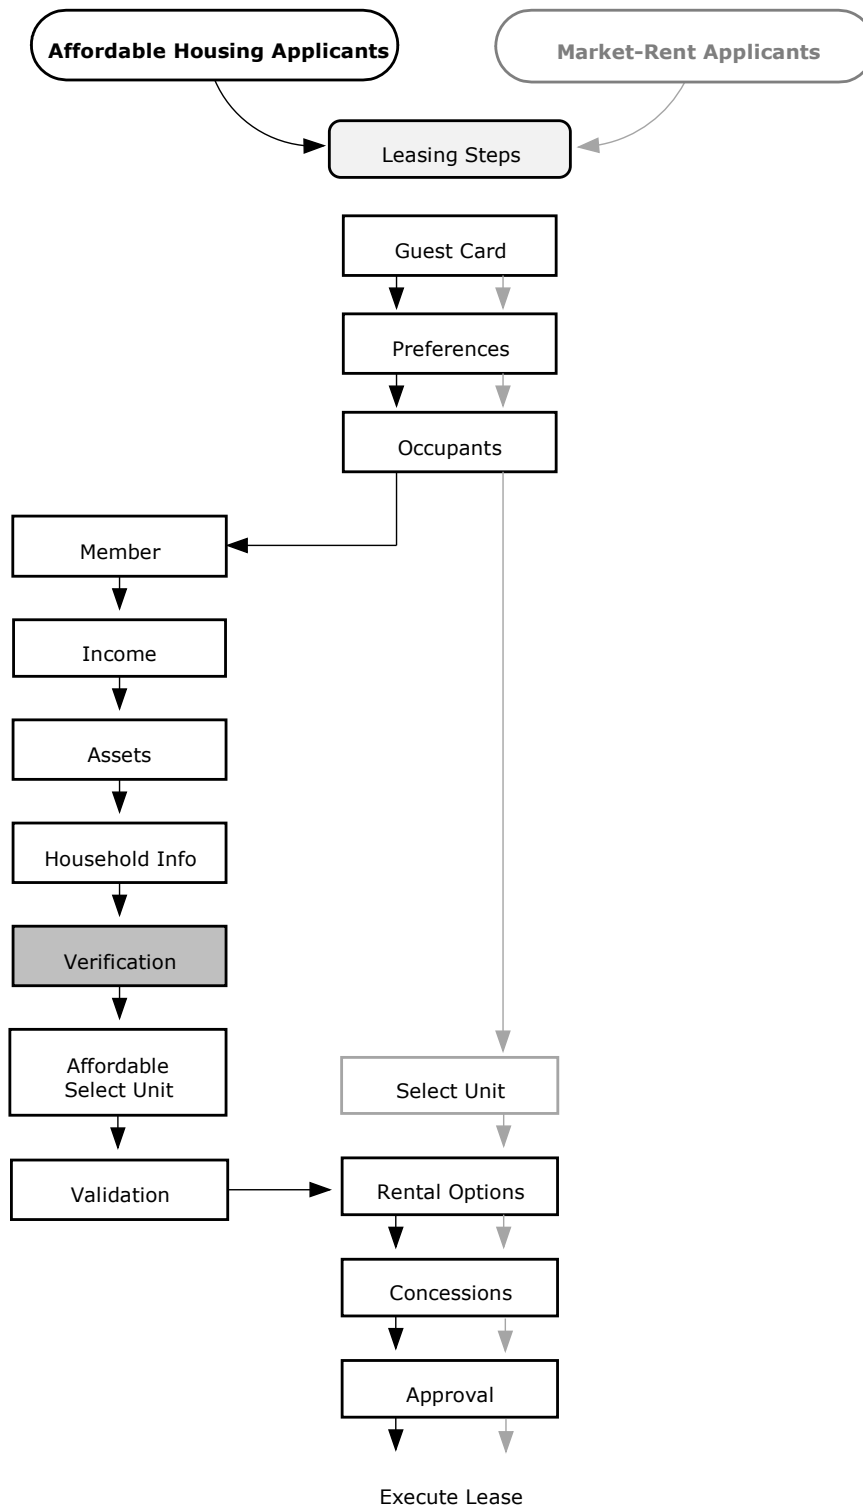 Affordable Housing Applicants
Market-Rent Applicants
Leasing Steps
Guest Card
Preferences
Occupants
Member
Income
Assets
Household Info
Verification
Affordable
Select Unit
Select Unit
Validation
Rental Options
Concessions
Approval
Execute Lease